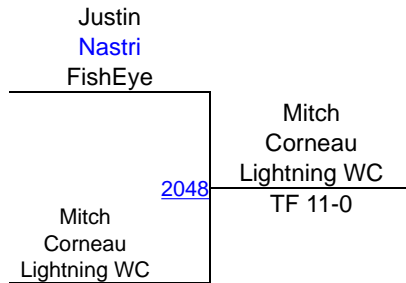 Justin
Nastri
FishEye
Mitch
Corneau
Lightning WC
2048
TF 11-0
Mitch
Corneau
Lightning WC